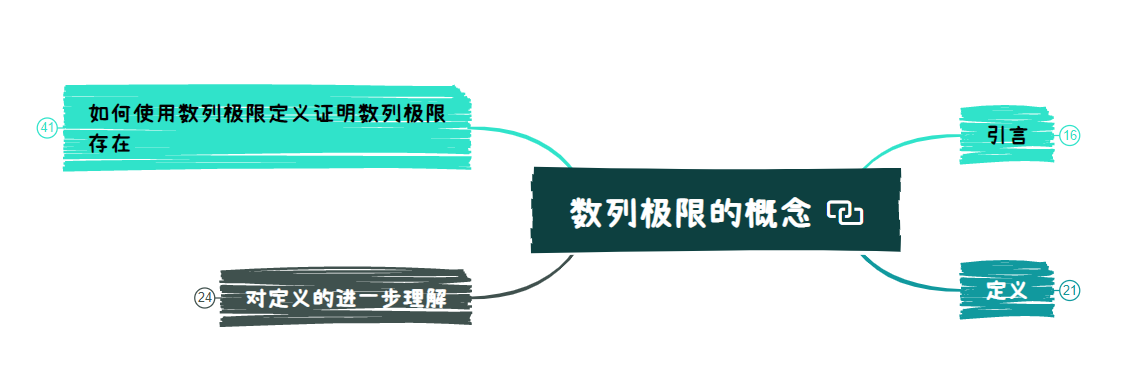 如何使用数列极限定义证明数列极限
存在
41
引言
16
数列极限的概念
对定义的进一步理解
24
定义
21